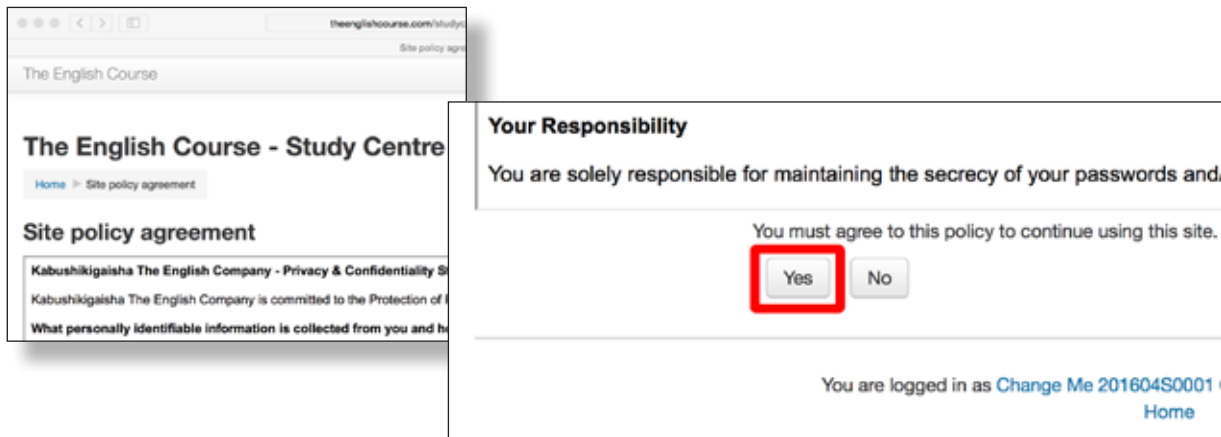 theenglishcourse.com/studyc
Site policy agre
The English Course
The English Course - Study Centre
Home Site policy agreement
Site policy agreement
Kabushikigaisha The English Company - Privacy & Confidentiality St
Kabushikigaisha The English Company is committed to the Protection of
What personally identifiable information is collected from you and ho
Your Responsibility
You are solely responsible for maintaining the secrecy of your passwords and/
You must agree to this policy to continue using this site.
Yes No
You are logged in as Change Me 201604S0001
Home